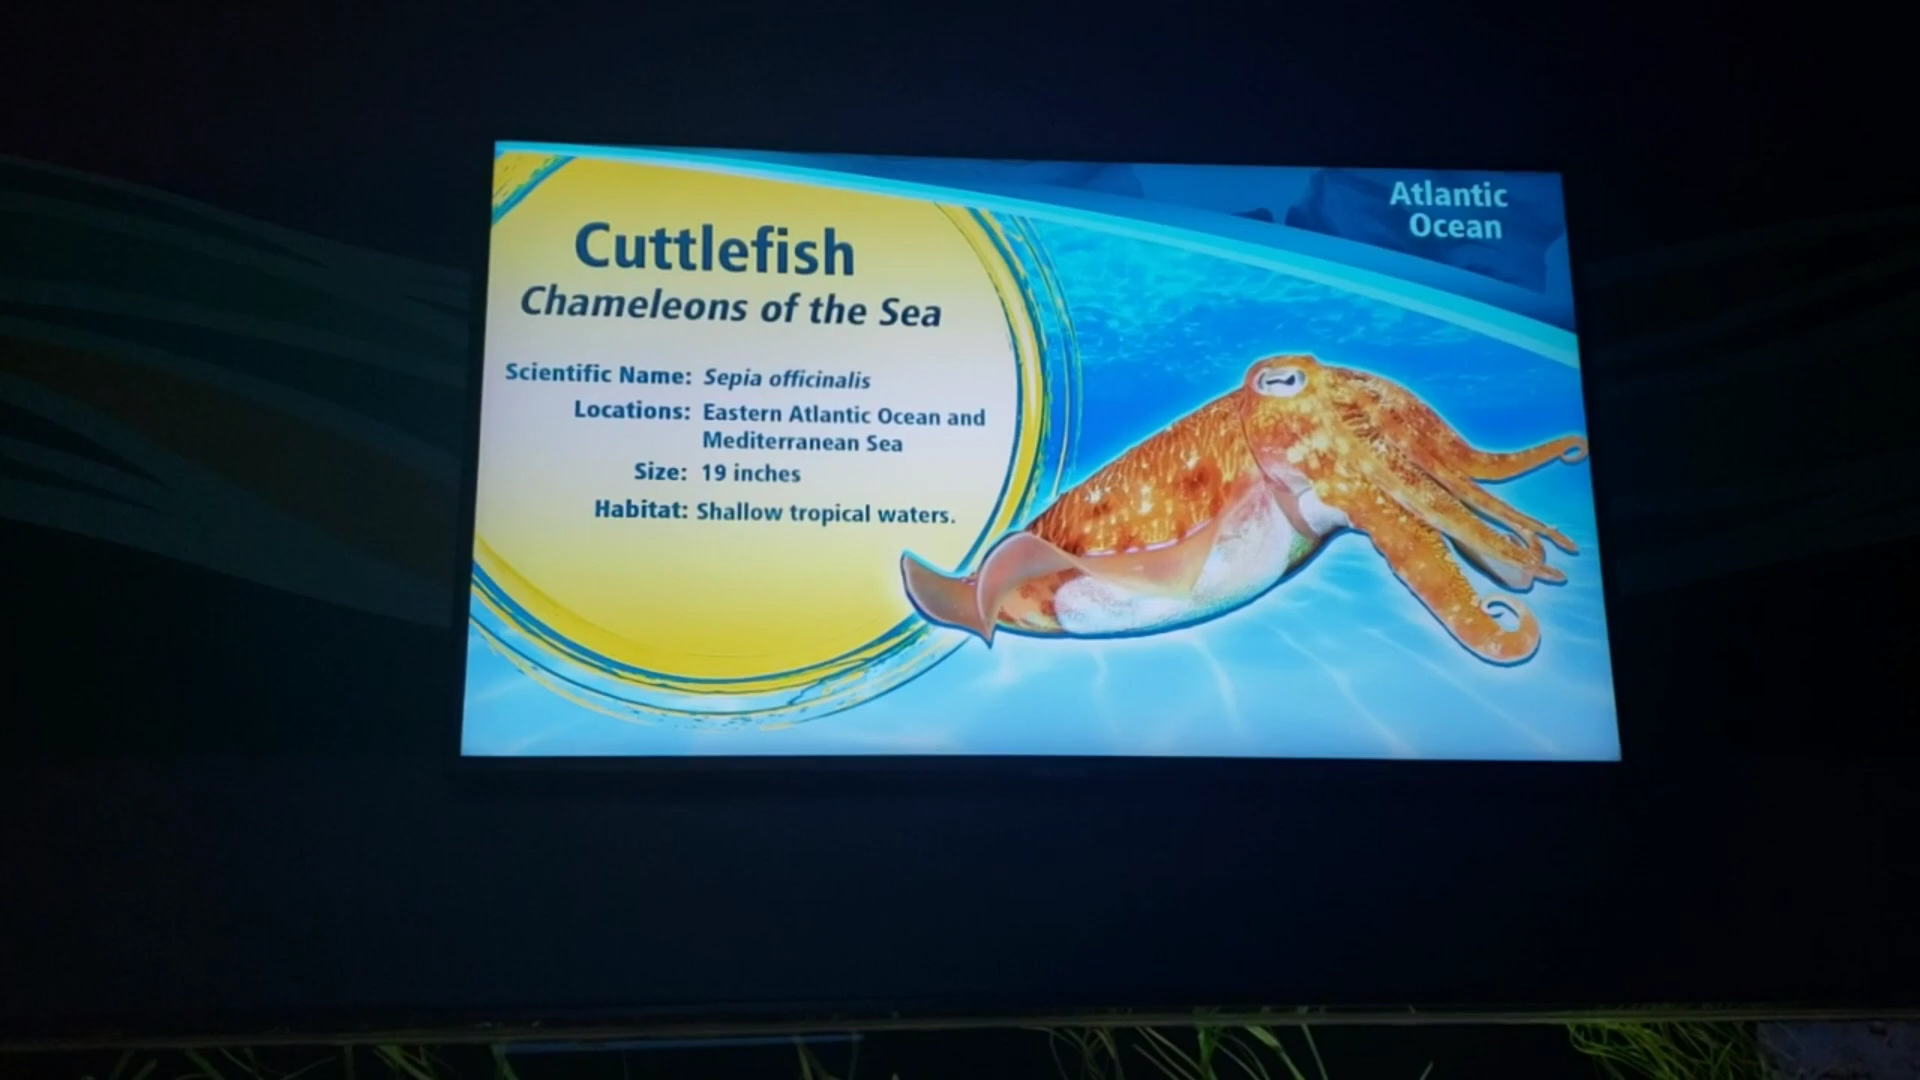 Atlantic
Ocean
Cuttlefish
Chameleons of the Sea
Scientific Name: Sepia officinalis
Locations: Eastern Atlantic Ocean and
Mediterranean Sea
Size: 19 inches
Habitat: Shallow tropical waters.